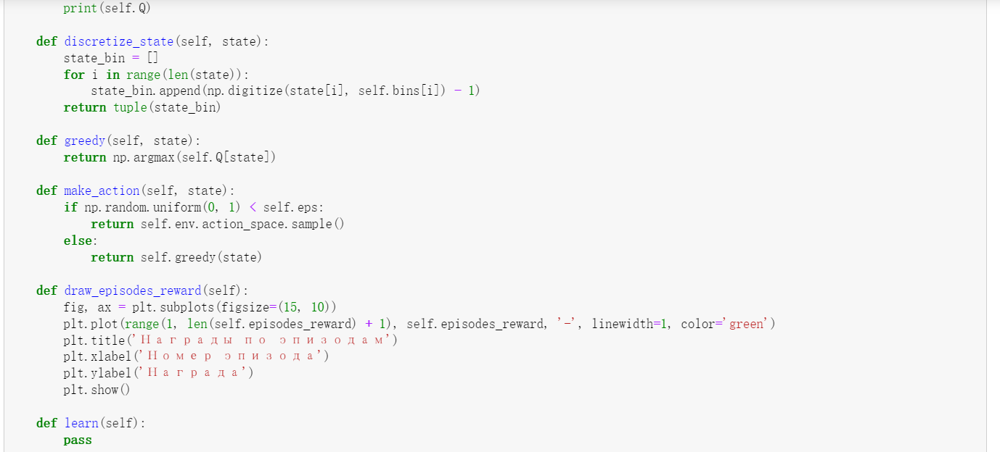 print(self.Q)
def discretize_state(self, state):
state_bin = []
for i in range(len(state)):
state_bin.append(np.digitize(state[i], self.bins[i]) - 1)
return tuple(state_bin)
def greedy(self, state):
return np.argmax(self.Q[state])
def make_action(self, state):
if np.random.uniform(0, 1) < self.eps:
return self.env.action_space.sample()
else:
return self.greedy(state)
def draw_episodes_reward(self):
fig, ax = plt.subplots(figsize=(15, 10))
plt.plot(range(1, len(self.episodes_reward) + 1), self.episodes_reward, '-', linewidth=1, color='green')
plt.title('Награды по эпизодам')
plt.xlabel('Номер эпизода')
plt.ylabel('Награда')
plt.show()
def learn(self):
pass